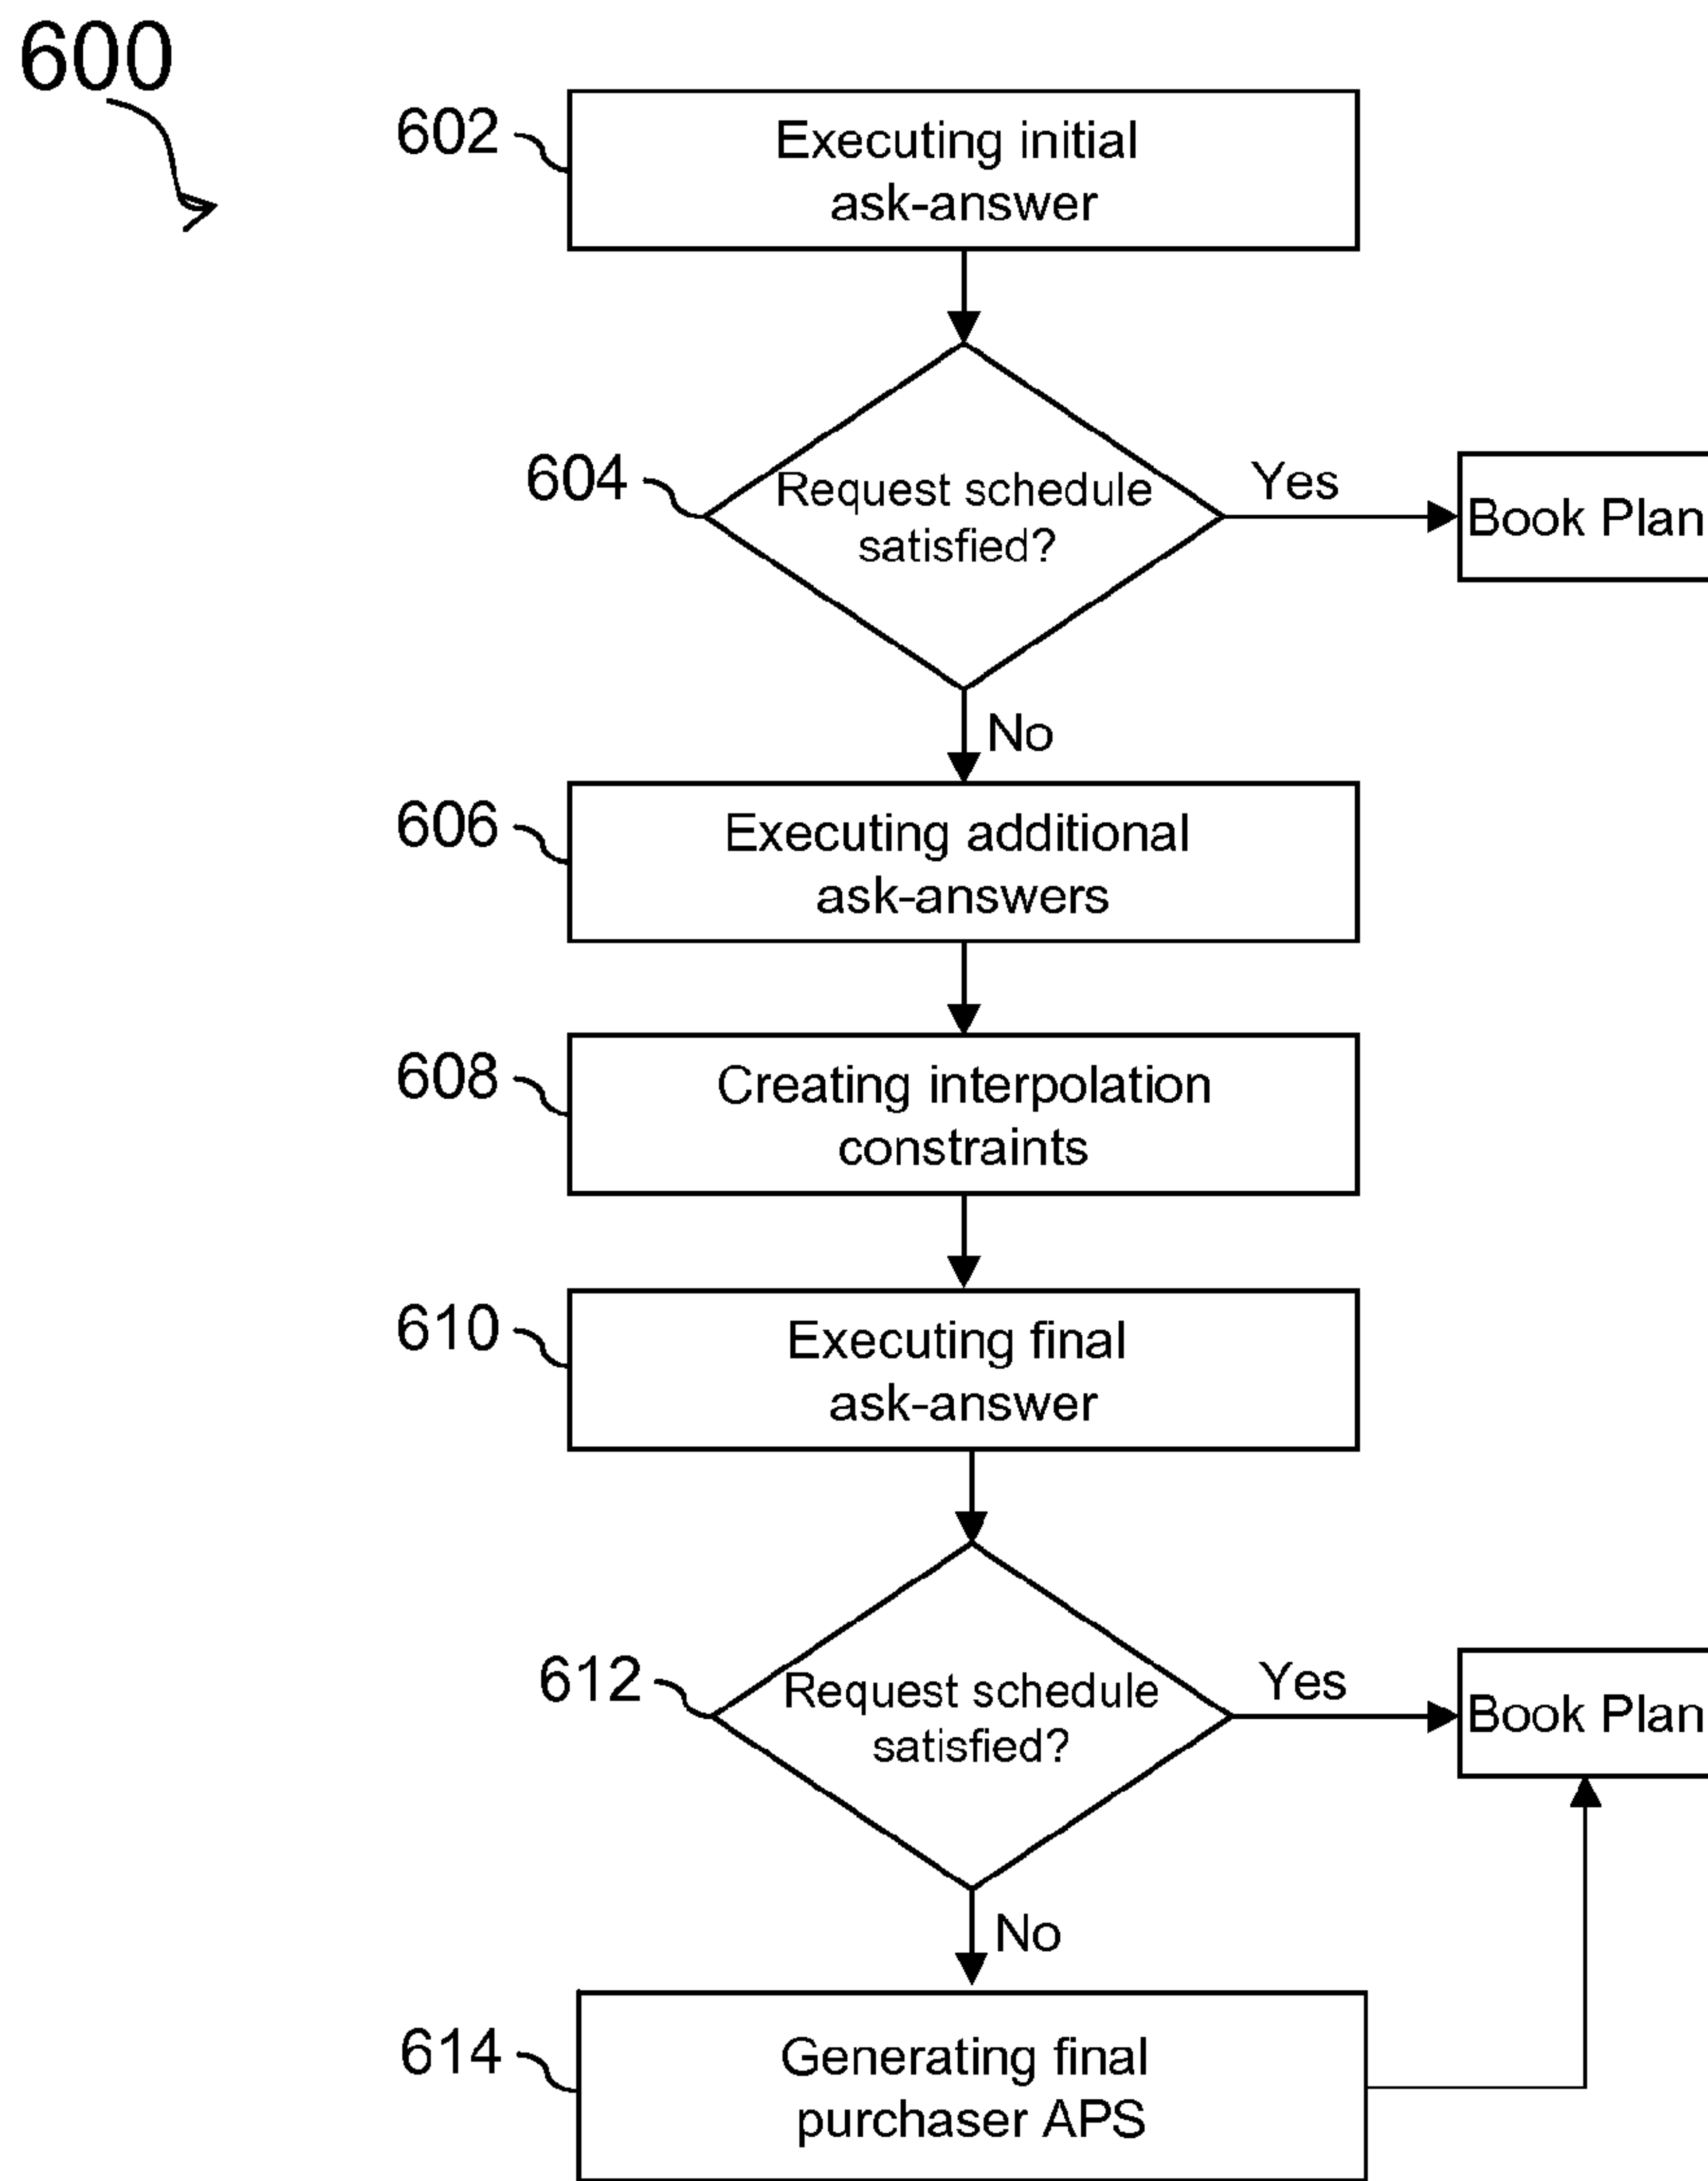 600
602
Executing initial
ask-answer
604
Request schedule
satisfied?
Yes
Book Plan
No
606
Executing additional
ask-answers
608
Creating interpolation
constraints
610
Executing final
ask-answer
612
Request schedule
satisfied?
Yes
Book Plan
No
614
Generating final
purchaser APS